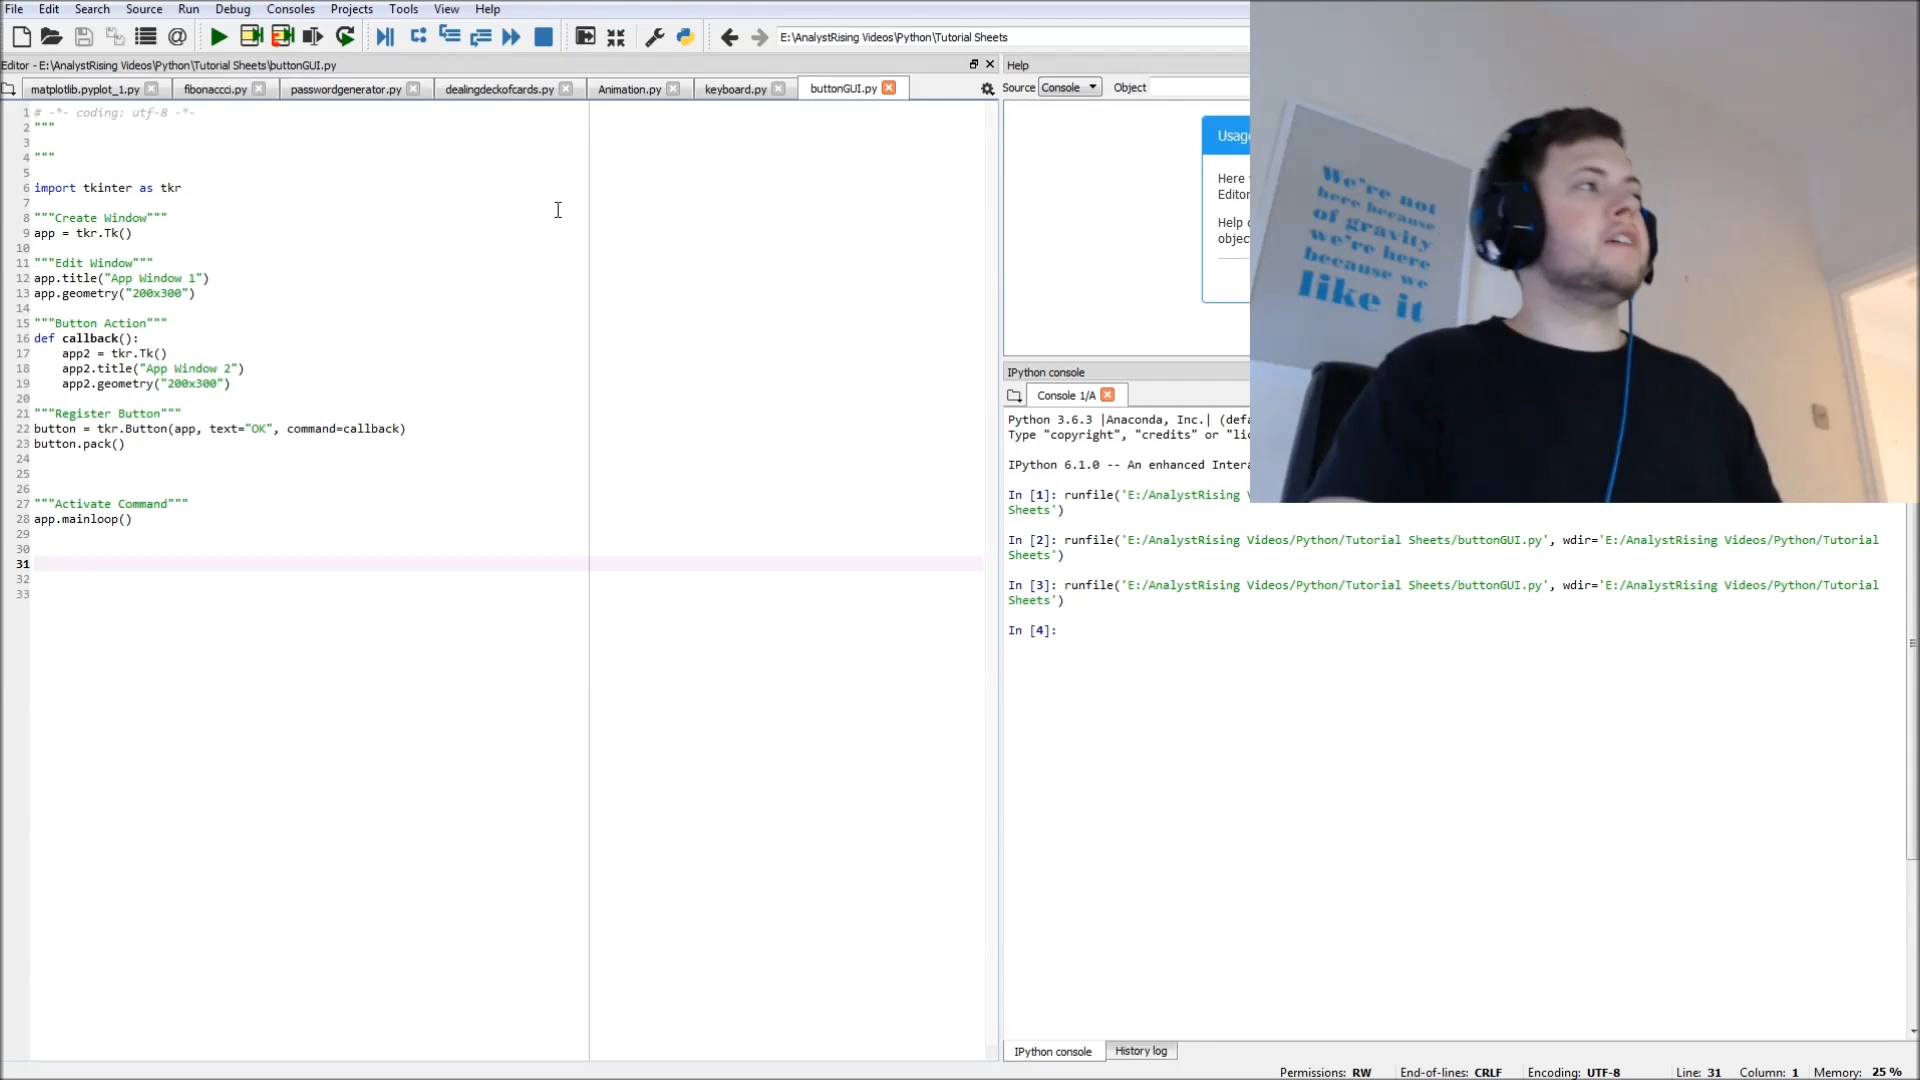 File Edit Search Source Run Debug Consoles Projects Tools View Help
E:\AnalystRising Videos\Python\Tutorial Sheets
Editor - E:\AnalystRising Videos\Python\Tutorial Sheets\buttonGUI.py
matplotlib.pyplot_1.py fibonaccci.py passwordgenerator.py dealingdeckofcards.py Animation.py keyboard.py buttonGUI.py
1 # -*- coding: utf-8 -*-
2 """
3
4 """
5
6 import tkinter as tkr
7
8 """Create Window"""
9 app = tkr.Tk()
10
11 """Edit Window"""
12 app.title("App Window 1")
13 app.geometry("200x300")
14
15 """Button Action"""
16 def callback():
17 app2 = tkr.Tk()
18 app2.title("App Window 2")
19 app2.geometry("200x300")
20
21 """Register Button"""
22 button = tkr.Button(app, text="OK", command=callback)
23 button.pack()
24
25
26
27 """Activate Command"""
28 app.mainloop()
29
30
31
32
33
Help
Source Console Object
Usag
Here
Editor
Help
objec
We're not
here because
of gravity
we're here
because we
like it
IPython console
Console 1/A
Python 3.6.3 |Anaconda, Inc.| (defa
Type "copyright", "credits" or "lic
IPython 6.1.0 -- An enhanced Intera
In [1]: runfile('E:/AnalystRising
Sheets')
In [2]: runfile('E:/AnalystRising Videos/Python/Tutorial Sheets/buttonGUI.py', wdir='E:/AnalystRising Videos/Python/Tutorial
Sheets')
In [3]: runfile('E:/AnalystRising Videos/Python/Tutorial Sheets/buttonGUI.py', wdir='E:/AnalystRising Videos/Python/Tutorial
Sheets')
In [4]:
IPython console History log
Permissions: RW End-of-lines: CRLF Encoding: UTF-8 Line: 31 Column: 1 Memory: 25 %